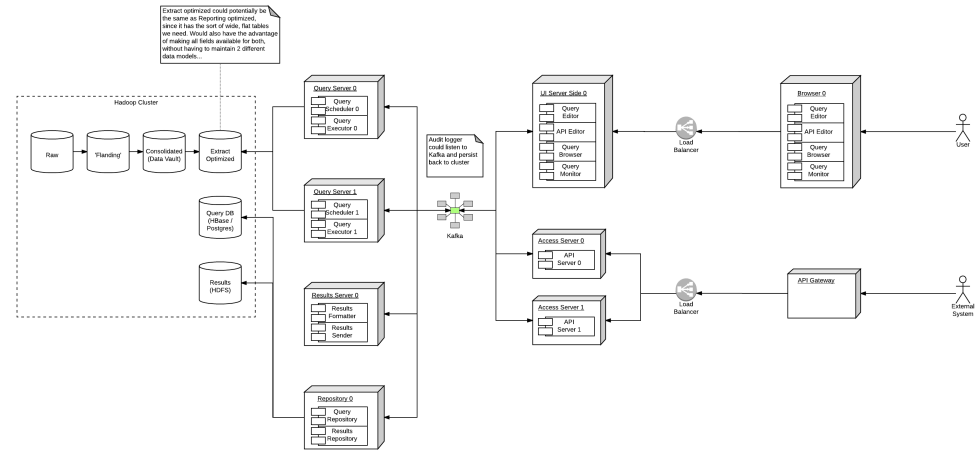 Extract optimized could potentially be
the same as Reporting optimized,
since it has the sort of wide, flat tables
we need. Would also have the advantage
of making all fields available for both,
without having to maintain 2 different
data models...
Hadoop Cluster
Raw
'Flanding'
Consolidated
(Data Vault)
Extract
Optimized
Query DB
(HBase /
Postgres)
Results
(HDFS)
Query Server 0
Query
Scheduler 0
Query
Executor 0
Query Server 1
Query
Scheduler 1
Query
Executor 1
Results Server 0
Results
Formatter
Results
Sender
Repository 0
Query
Repository
Results
Repository
Audit logger
could listen to
Kafka and persist
back to cluster
Kafka
UI Server Side 0
Query
Editor
API Editor
Query
Browser
Query
Monitor
Access Server 0
API
Server 0
Access Server 1
API
Server 1
Load
Balancer
Load
Balancer
Browser 0
Query
Editor
API Editor
Query
Browser
Query
Monitor
API Gateway
User
External
System